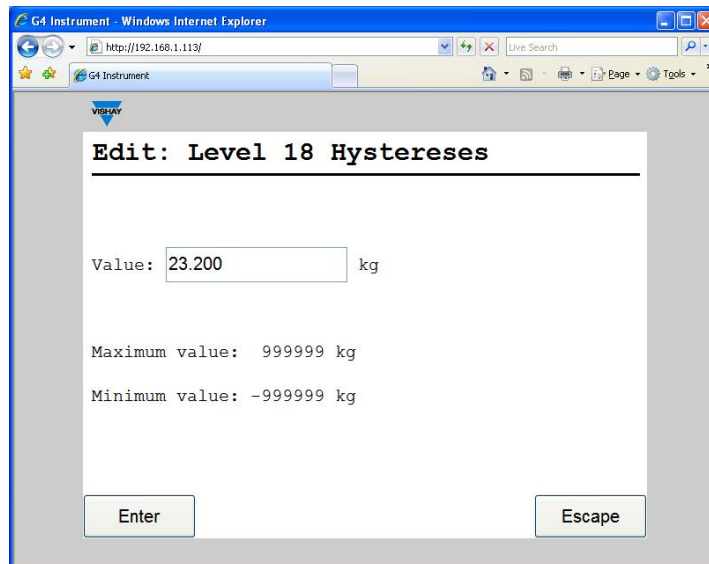 G4 Instrument - Windows Internet Explorer
http://192.168.1.113/
Live Search
G4 Instrument
Page
Tools
VISHAY
Edit: Level 18 Hystereses
Value: 23.200 kg
Maximum value: 999999 kg
Minimum value: -999999 kg
Enter
Escape